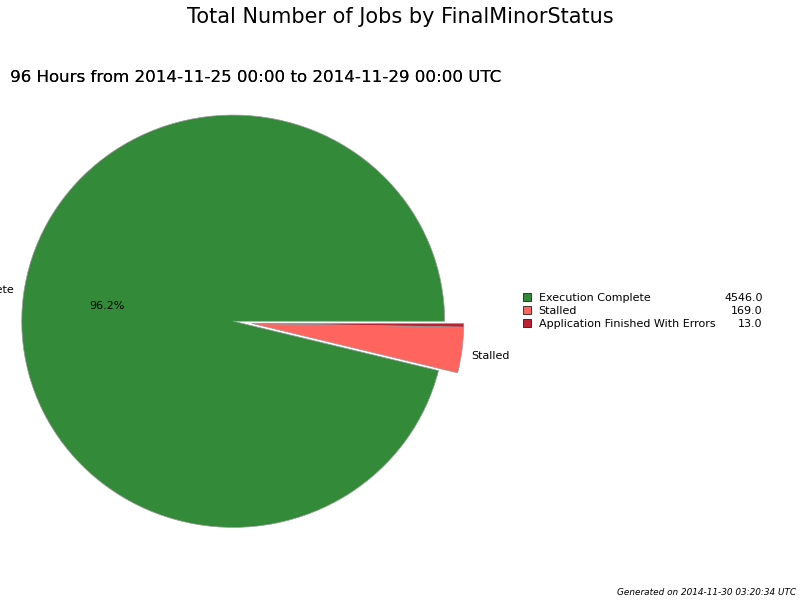 Total Number of Jobs by FinalMinorStatus
96 Hours from 2014-11-25 00:00 to 2014-11-29 00:00 UTC
ete
96.2%
Stalled
Execution Complete 4546.0
Stalled 169.0
Application Finished With Errors 13.0
Generated on 2014-11-30 03:20:34 UTC